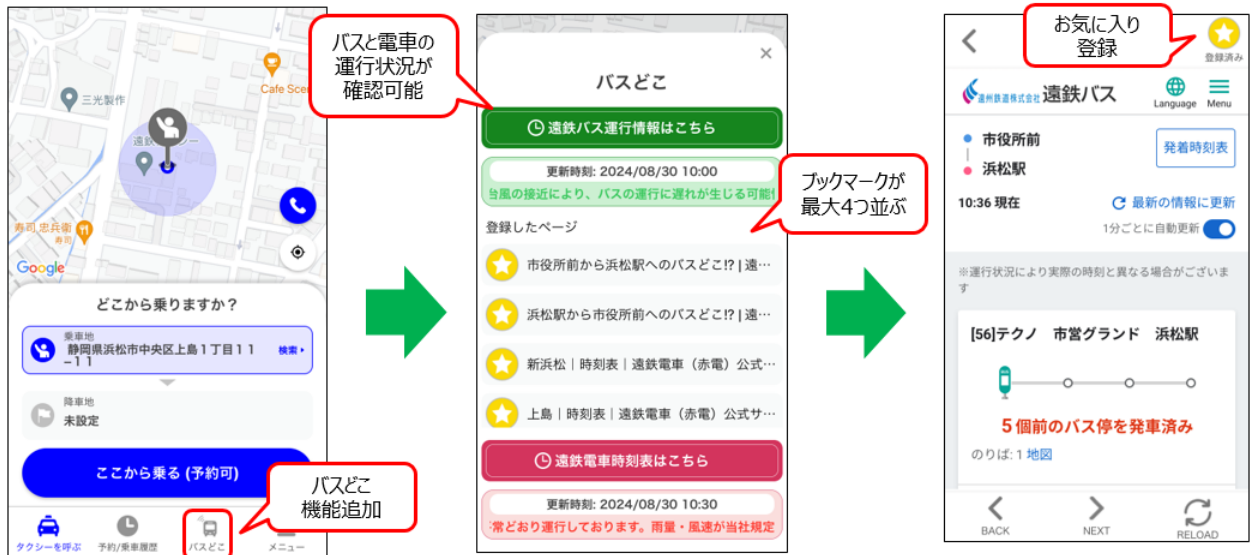 三光製作
Cafe Scen
遠鉄
寿司 忠兵衛
寿司
Google
どこから乗りますか？
乗車地
静岡県浜松市中央区上島１丁目１１
−１１
検索
降車地
未設定
ここから乗る (予約可)
タクシーを呼ぶ
予約/乗車履歴
バスどこ
メニュー
バスどこ
機能追加
バスと電車の
運行状況が
確認可能
×
バスどこ
遠鉄バス運行情報はこちら
更新時刻: 2024/08/30 10:00
台風の接近により、バスの運行に遅れが生じる可能性
登録したページ
市役所前から浜松駅へのバスどこ!? | 遠…
浜松駅から市役所前へのバスどこ!? | 遠…
新浜松｜時刻表｜遠鉄電車（赤電）公式…
上島｜時刻表｜遠鉄電車（赤電）公式サ…
遠鉄電車時刻表はこちら
更新時刻: 2024/08/30 10:30
常どおり運行しております。雨量・風速が当社規定
ブックマークが
最大4つ並ぶ
お気に入り
登録
登録済み
遠州鉄道株式会社 遠鉄バス
Language
Menu
市役所前
浜松駅
発着時刻表
10:36 現在
最新の情報に更新
1分ごとに自動更新
※運行状況により実際の時刻と異なる場合がございま
す
[56]テクノ　市営グランド　浜松駅
5個前のバス停を発車済み
のりば: 1 地図
BACK
NEXT
RELOAD